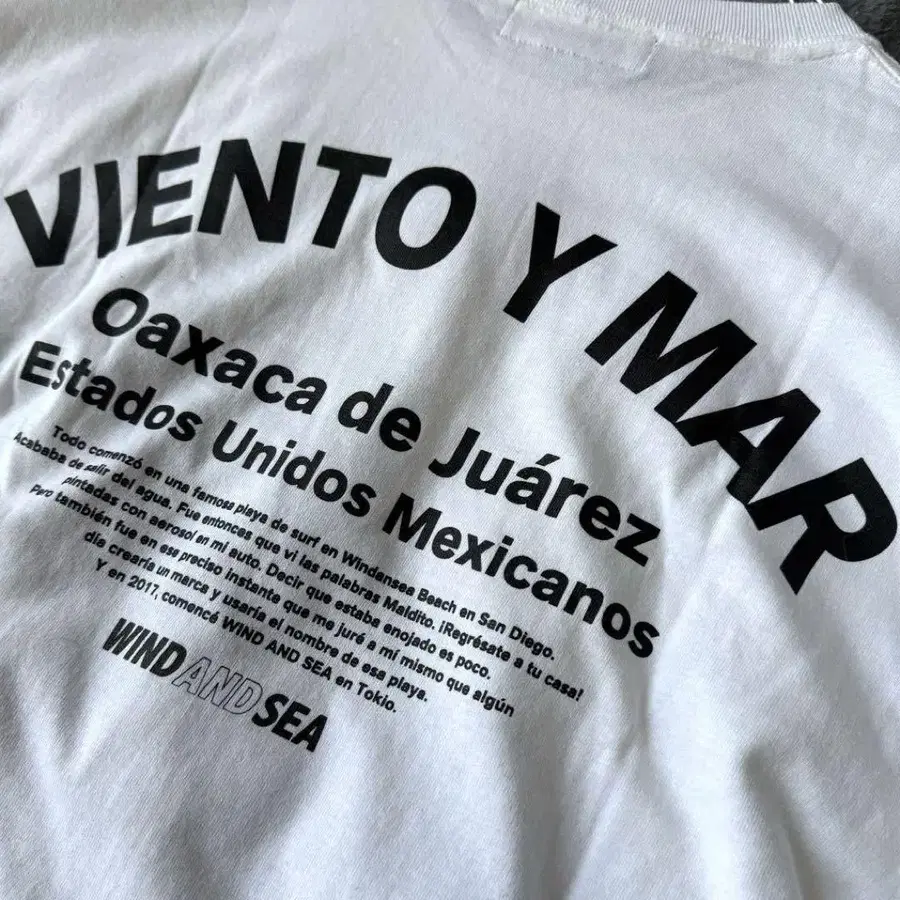 VIENTO Y MAR
Oaxaca de Juárez
Estados Unidos Mexicanos
Todo comenzó en una famosa playa de surf en Windansea Beach en San Diego.
Acababa de salir del agua. Fue entonces que vi las palabras Maldito. ¡Regrésate a tu casa!
pintadas con aerosol en mi auto. Decir que estaba enojado es poco.
Pero también fue en ese preciso instante que me juré a mí mismo que algún
día crearía un marca y usaría el nombre de esa playa.
Y en 2017, comencé WIND AND SEA en Tokio.
WIND AND SEA